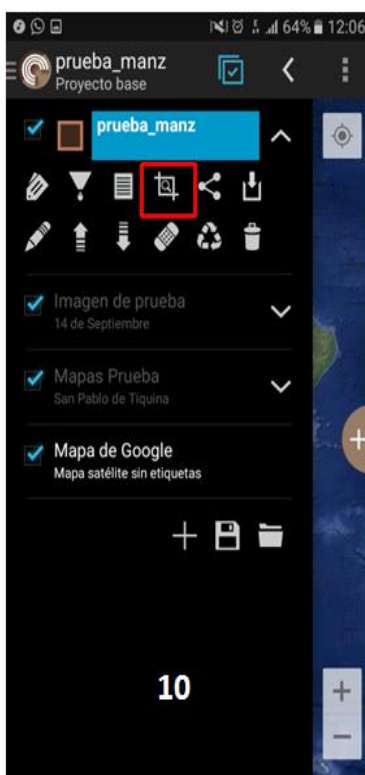 64% 12:06
prueba_manz
Proyecto base
prueba_manz
Imagen de prueba
14 de Septiembre
Mapas Prueba
San Pablo de Tiquina
Mapa de Google
Mapa satélite sin etiquetas
10